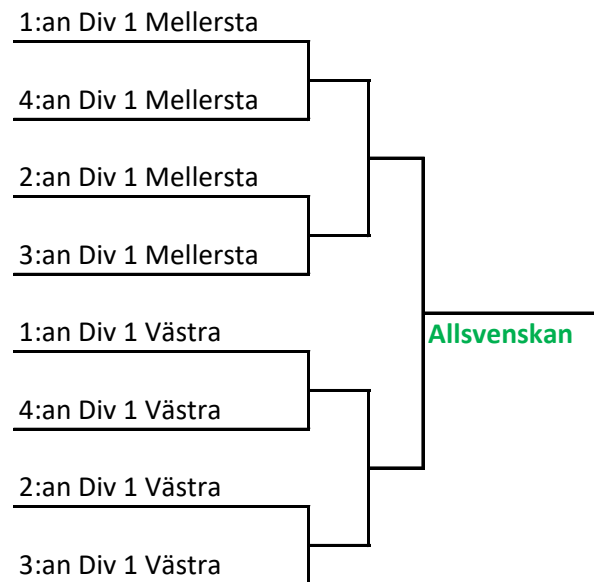 1:an Div 1 Mellersta
4:an Div 1 Mellersta
2:an Div 1 Mellersta
3:an Div 1 Mellersta
1:an Div 1 Västra
Allsvenskan
4:an Div 1 Västra
2:an Div 1 Västra
3:an Div 1 Västra